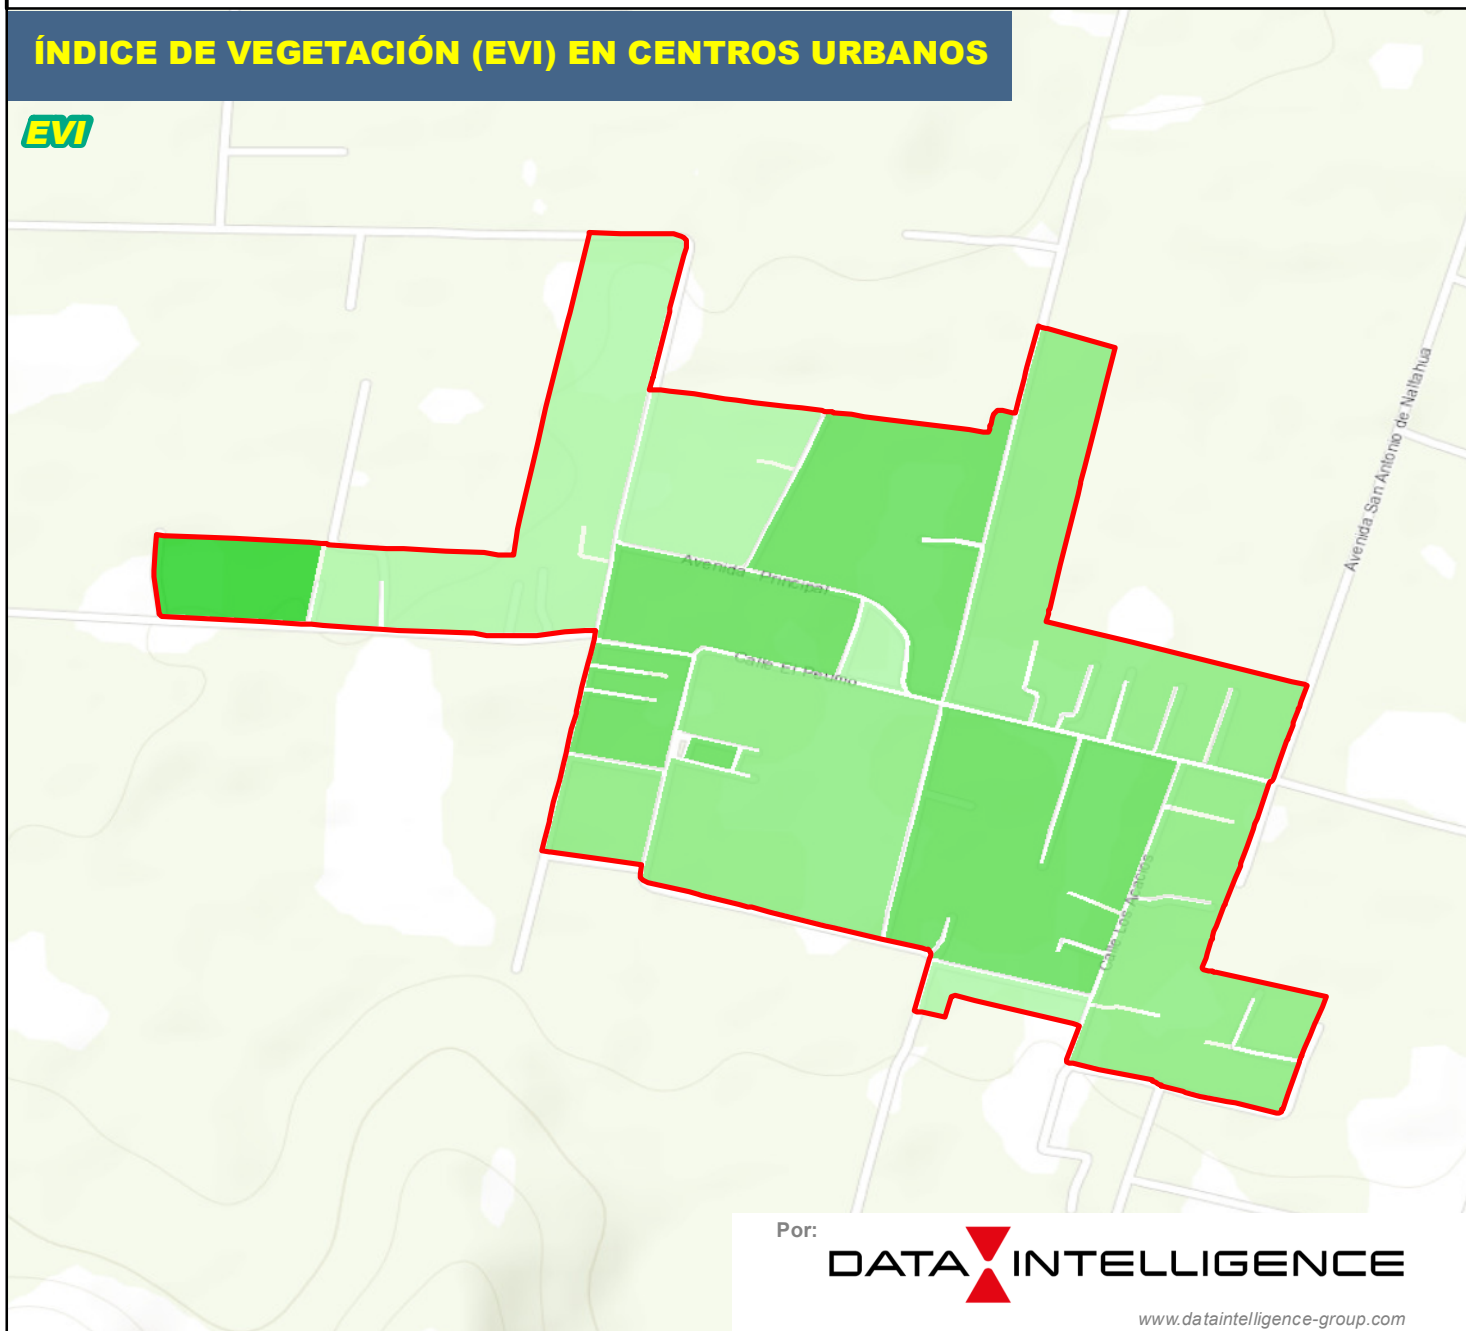 ÍNDICE DE VEGETACIÓN (EVI) EN CENTROS URBANOS
EVI
Avenida San Antonio de Naltahua
Avenida Principal
Calle El Peumo
Calle Los Acacios
Por:
DATA INTELLIGENCE
www.dataintelligence-group.com